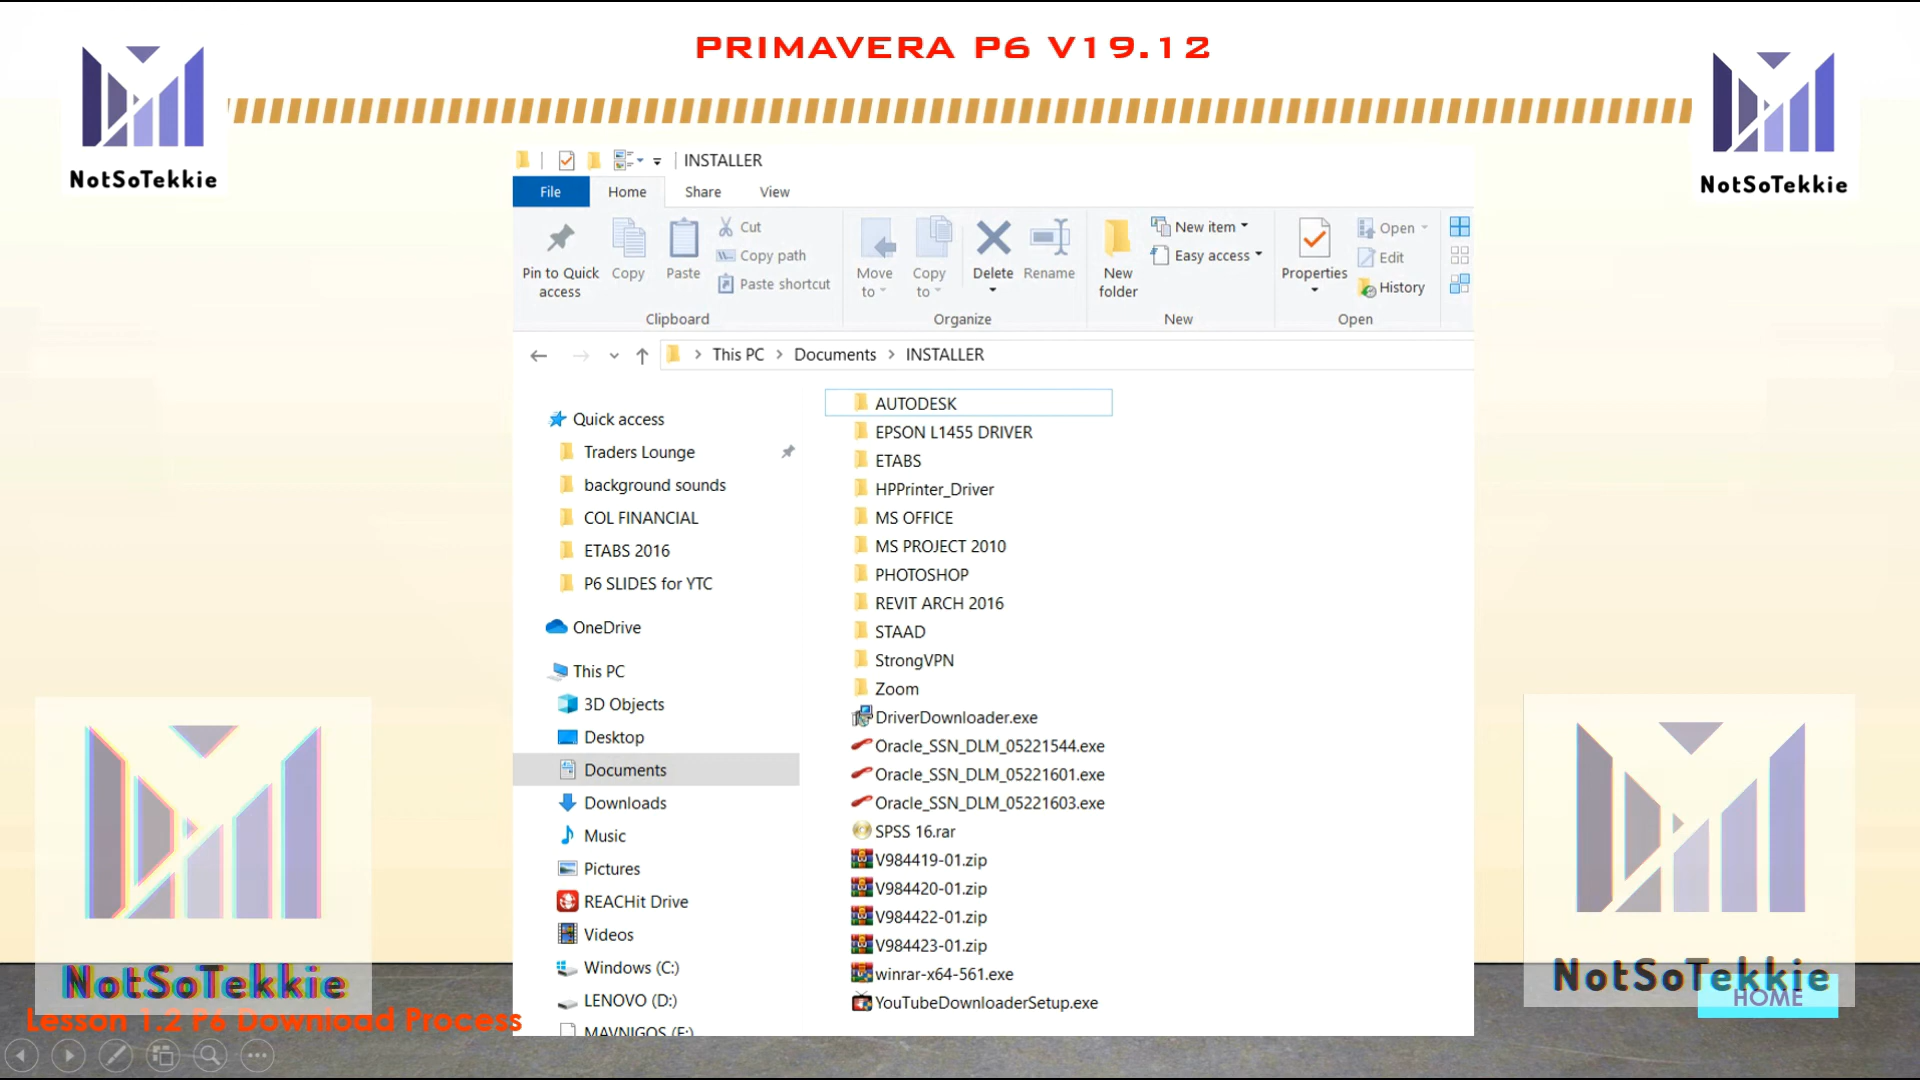 PRIMAVERA P6 V19.12
NotSoTekkie
NotSoTekkie
INSTALLER
File Home Share View
Pin to Quick access
Copy
Paste
Cut
Copy path
Paste shortcut
Clipboard
Move to
Copy to
Delete
Rename
Organize
New folder
New item
Easy access
New
Properties
Open
Edit
History
Open
This PC > Documents > INSTALLER
Quick access
Traders Lounge
background sounds
COL FINANCIAL
ETABS 2016
P6 SLIDES for YTC
OneDrive
This PC
3D Objects
Desktop
Documents
Downloads
Music
Pictures
REACHit Drive
Videos
Windows (C:)
LENOVO (D:)
MAVNIGOS (E:)
AUTODESK
EPSON L1455 DRIVER
ETABS
HPPrinter_Driver
MS OFFICE
MS PROJECT 2010
PHOTOSHOP
REVIT ARCH 2016
STAAD
StrongVPN
Zoom
DriverDownloader.exe
Oracle_SSN_DLM_05221544.exe
Oracle_SSN_DLM_05221601.exe
Oracle_SSN_DLM_05221603.exe
SPSS 16.rar
V984419-01.zip
V984420-01.zip
V984422-01.zip
V984423-01.zip
winrar-x64-561.exe
YouTubeDownloaderSetup.exe
NotSoTekkie
NotSoTekkie
HOME
Lesson 1.2 P6 Download Process